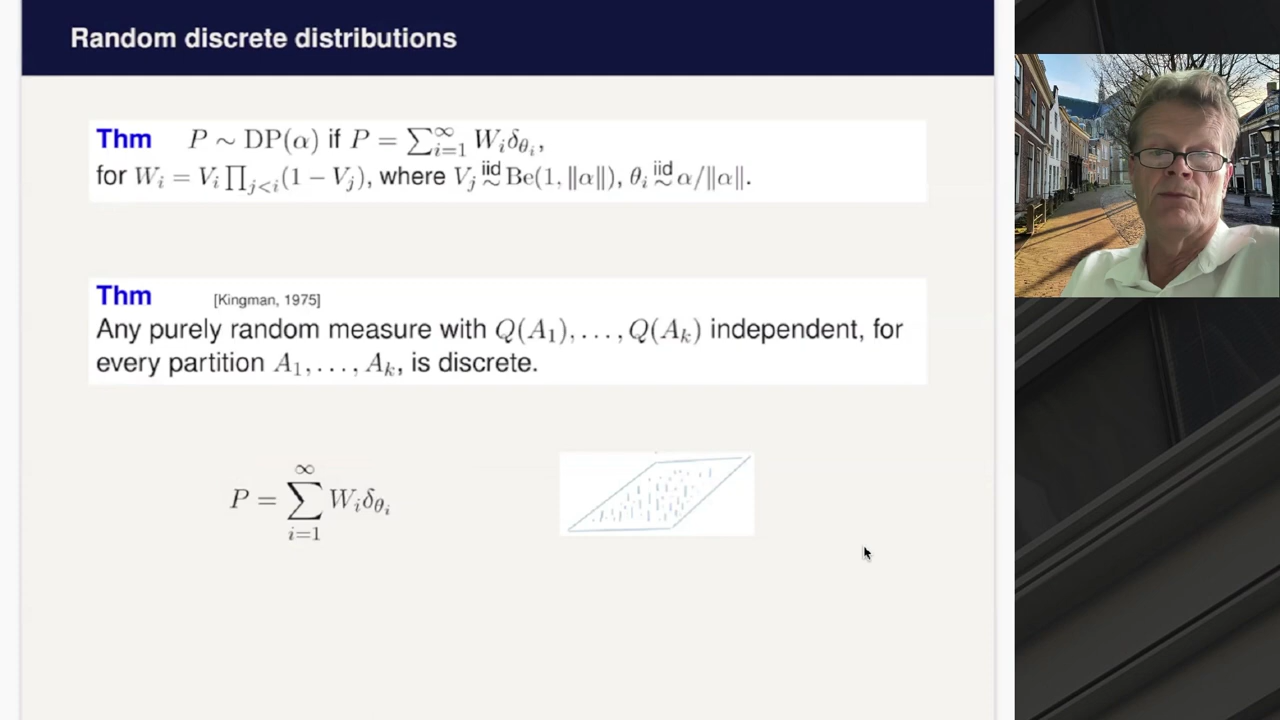 Random discrete distributions
Thm P ∼ DP(α) if P = ∑_{i=1}^{∞} W_i δ_{θ_i},
for W_i = V_i ∏_{j<i}(1 − V_j), where V_j iid∼ Be(1, ‖α‖), θ_i iid∼ α/‖α‖.
Thm [Kingman, 1975]
Any purely random measure with Q(A_1), . . . , Q(A_k) independent, for
every partition A_1, . . . , A_k, is discrete.
P = ∑_{i=1}^{∞} W_i δ_{θ_i}